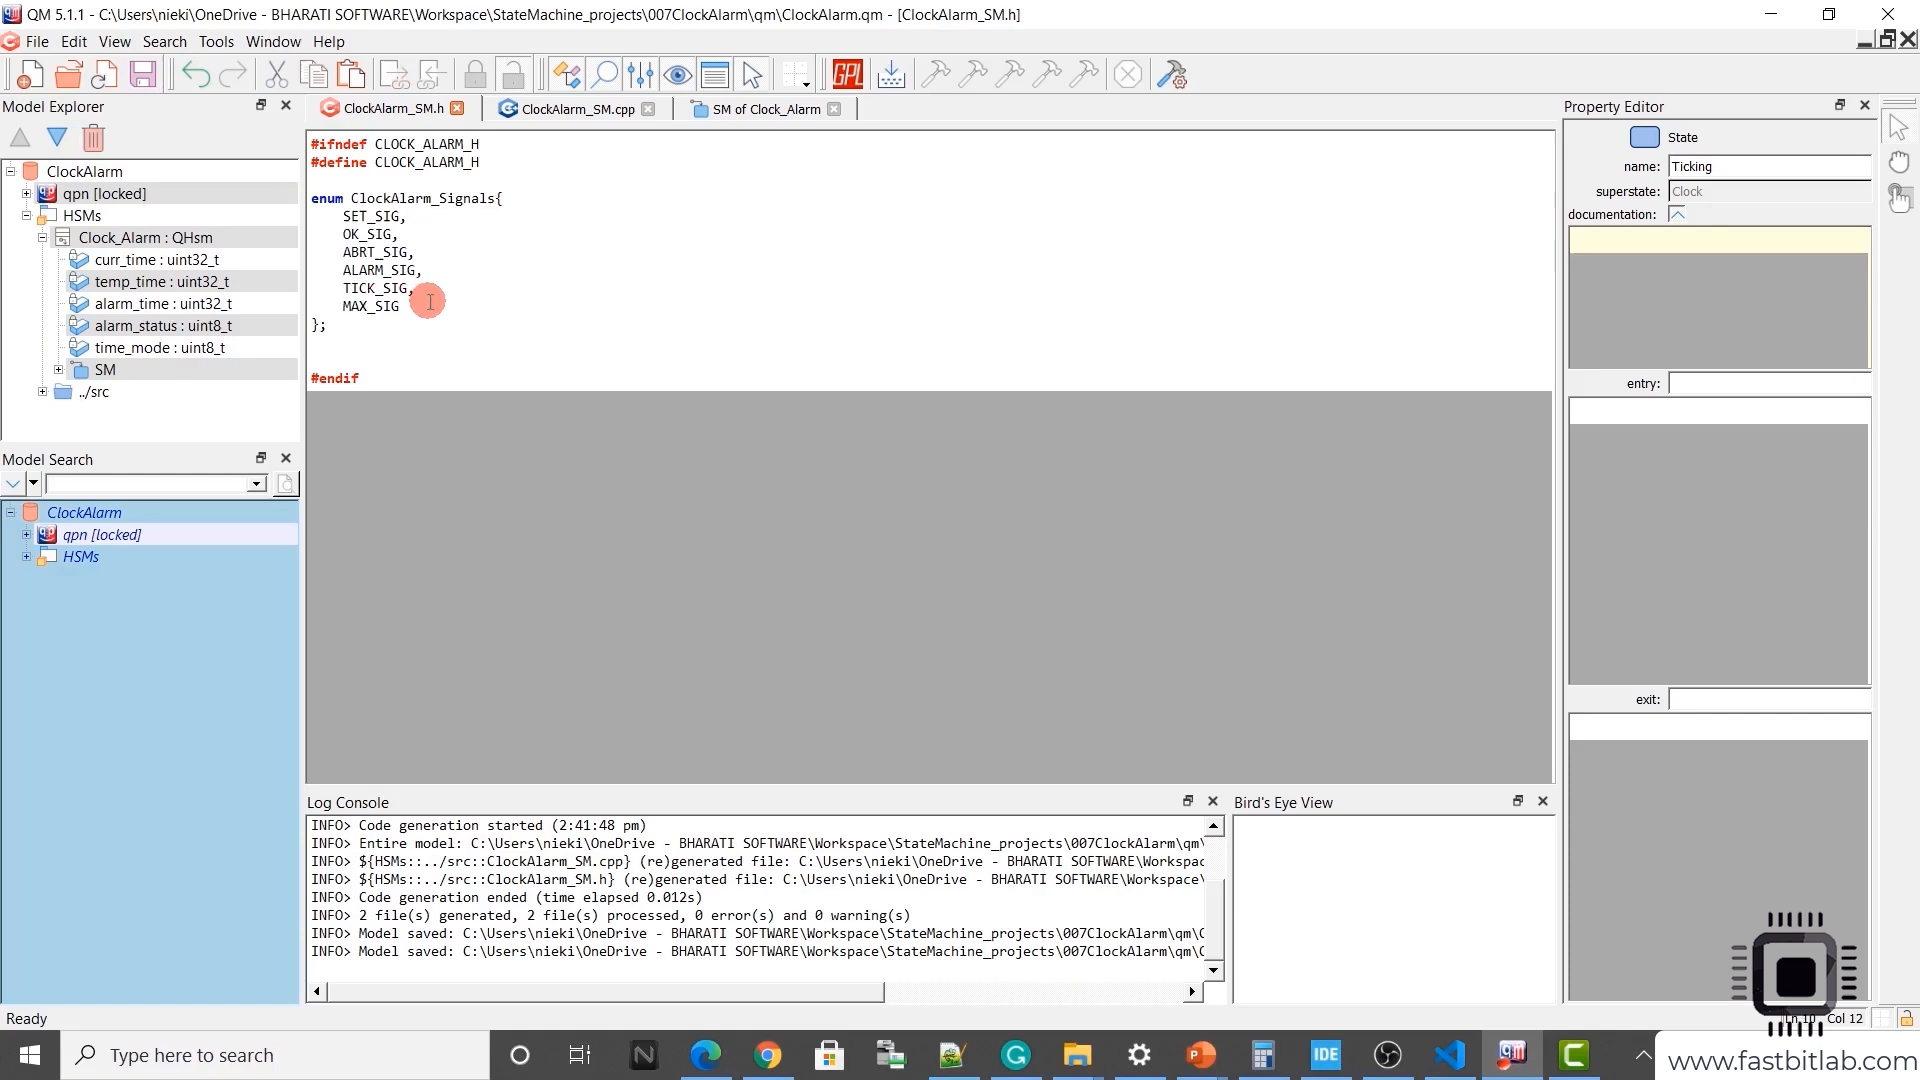 QM 5.1.1 - C:\Users\nieki\OneDrive - BHARATI SOFTWARE\Workspace\StateMachine_projects\007ClockAlarm\qm\ClockAlarm.qm - [ClockAlarm_SM.h]
File Edit View Search Tools Window Help
GPL
Model Explorer
ClockAlarm
qpn [locked]
HSMs
Clock_Alarm : QHsm
curr_time : uint32_t
temp_time : uint32_t
alarm_time : uint32_t
alarm_status : uint8_t
time_mode : uint8_t
SM
../src
Model Search
ClockAlarm
qpn [locked]
HSMs
ClockAlarm_SM.h ClockAlarm_SM.cpp SM of Clock_Alarm
#ifndef CLOCK_ALARM_H
#define CLOCK_ALARM_H
enum ClockAlarm_Signals{
SET_SIG,
OK_SIG,
ABRT_SIG,
ALARM_SIG,
TICK_SIG,
MAX_SIG
};
#endif
Log Console
INFO> Code generation started (2:41:48 pm)
INFO> Entire model: C:\Users\nieki\OneDrive - BHARATI SOFTWARE\Workspace\StateMachine_projects\007ClockAlarm\qm\
INFO> ${HSMs::../src::ClockAlarm_SM.cpp} (re)generated file: C:\Users\nieki\OneDrive - BHARATI SOFTWARE\Workspac
INFO> ${HSMs::../src::ClockAlarm_SM.h} (re)generated file: C:\Users\nieki\OneDrive - BHARATI SOFTWARE\Workspace\
INFO> Code generation ended (time elapsed 0.012s)
INFO> 2 file(s) generated, 2 file(s) processed, 0 error(s) and 0 warning(s)
INFO> Model saved: C:\Users\nieki\OneDrive - BHARATI SOFTWARE\Workspace\StateMachine_projects\007ClockAlarm\qm\C
INFO> Model saved: C:\Users\nieki\OneDrive - BHARATI SOFTWARE\Workspace\StateMachine_projects\007ClockAlarm\qm\C
Bird's Eye View
Property Editor
State
name: Ticking
superstate: Clock
documentation:
entry:
exit:
Ready
Ln 10 Col 12
Type here to search
IDE
www.fastbitlab.com